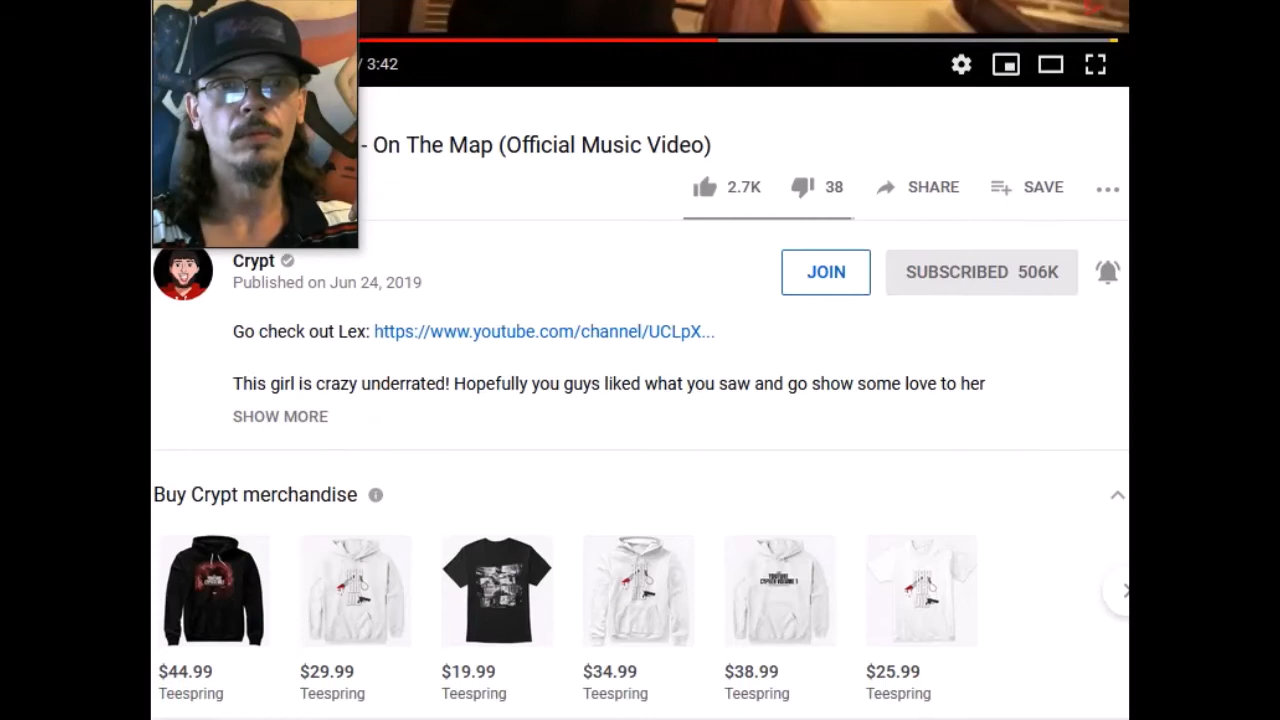 / 3:42
- On The Map (Official Music Video)
2.7K 38 SHARE SAVE
Crypt
Published on Jun 24, 2019
JOIN SUBSCRIBED 506K
Go check out Lex: https://www.youtube.com/channel/UCLpX...
This girl is crazy underrated! Hopefully you guys liked what you saw and go show some love to her
SHOW MORE
Buy Crypt merchandise
$44.99 $29.99 $19.99 $34.99 $38.99 $25.99
Teespring Teespring Teespring Teespring Teespring Teespring